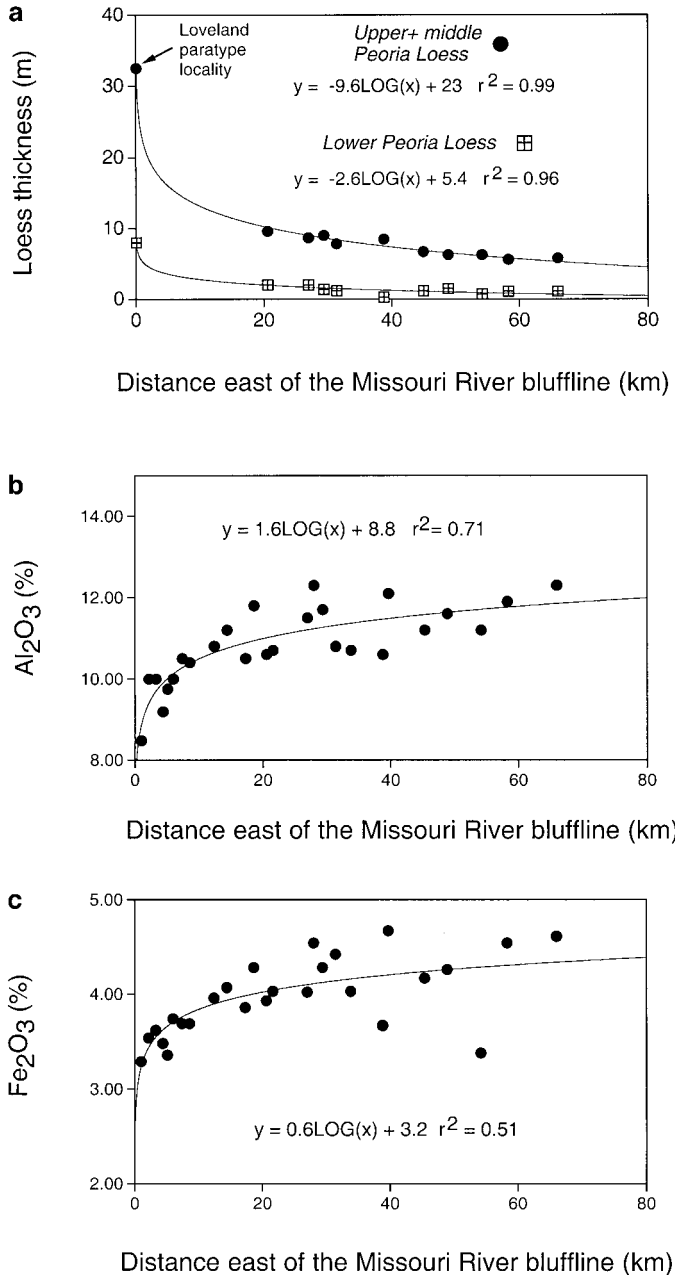 a
Loess thickness (m)
40
30
20
10
0
Loveland
paratype
locality
Upper+ middle
Peoria Loess
y = -9.6LOG(x) + 23 r2 = 0.99
Lower Peoria Loess
y = -2.6LOG(x) + 5.4 r2 = 0.96
0 20 40 60 80
Distance east of the Missouri River bluffline (km)
b
Al2O3 (%)
14.00
12.00
10.00
8.00
y = 1.6LOG(x) + 8.8 r2= 0.71
0 20 40 60 80
Distance east of the Missouri River bluffline (km)
c
Fe2O3 (%)
5.00
4.00
3.00
2.00
y = 0.6LOG(x) + 3.2 r2 = 0.51
0 20 40 60 80
Distance east of the Missouri River bluffline (km)